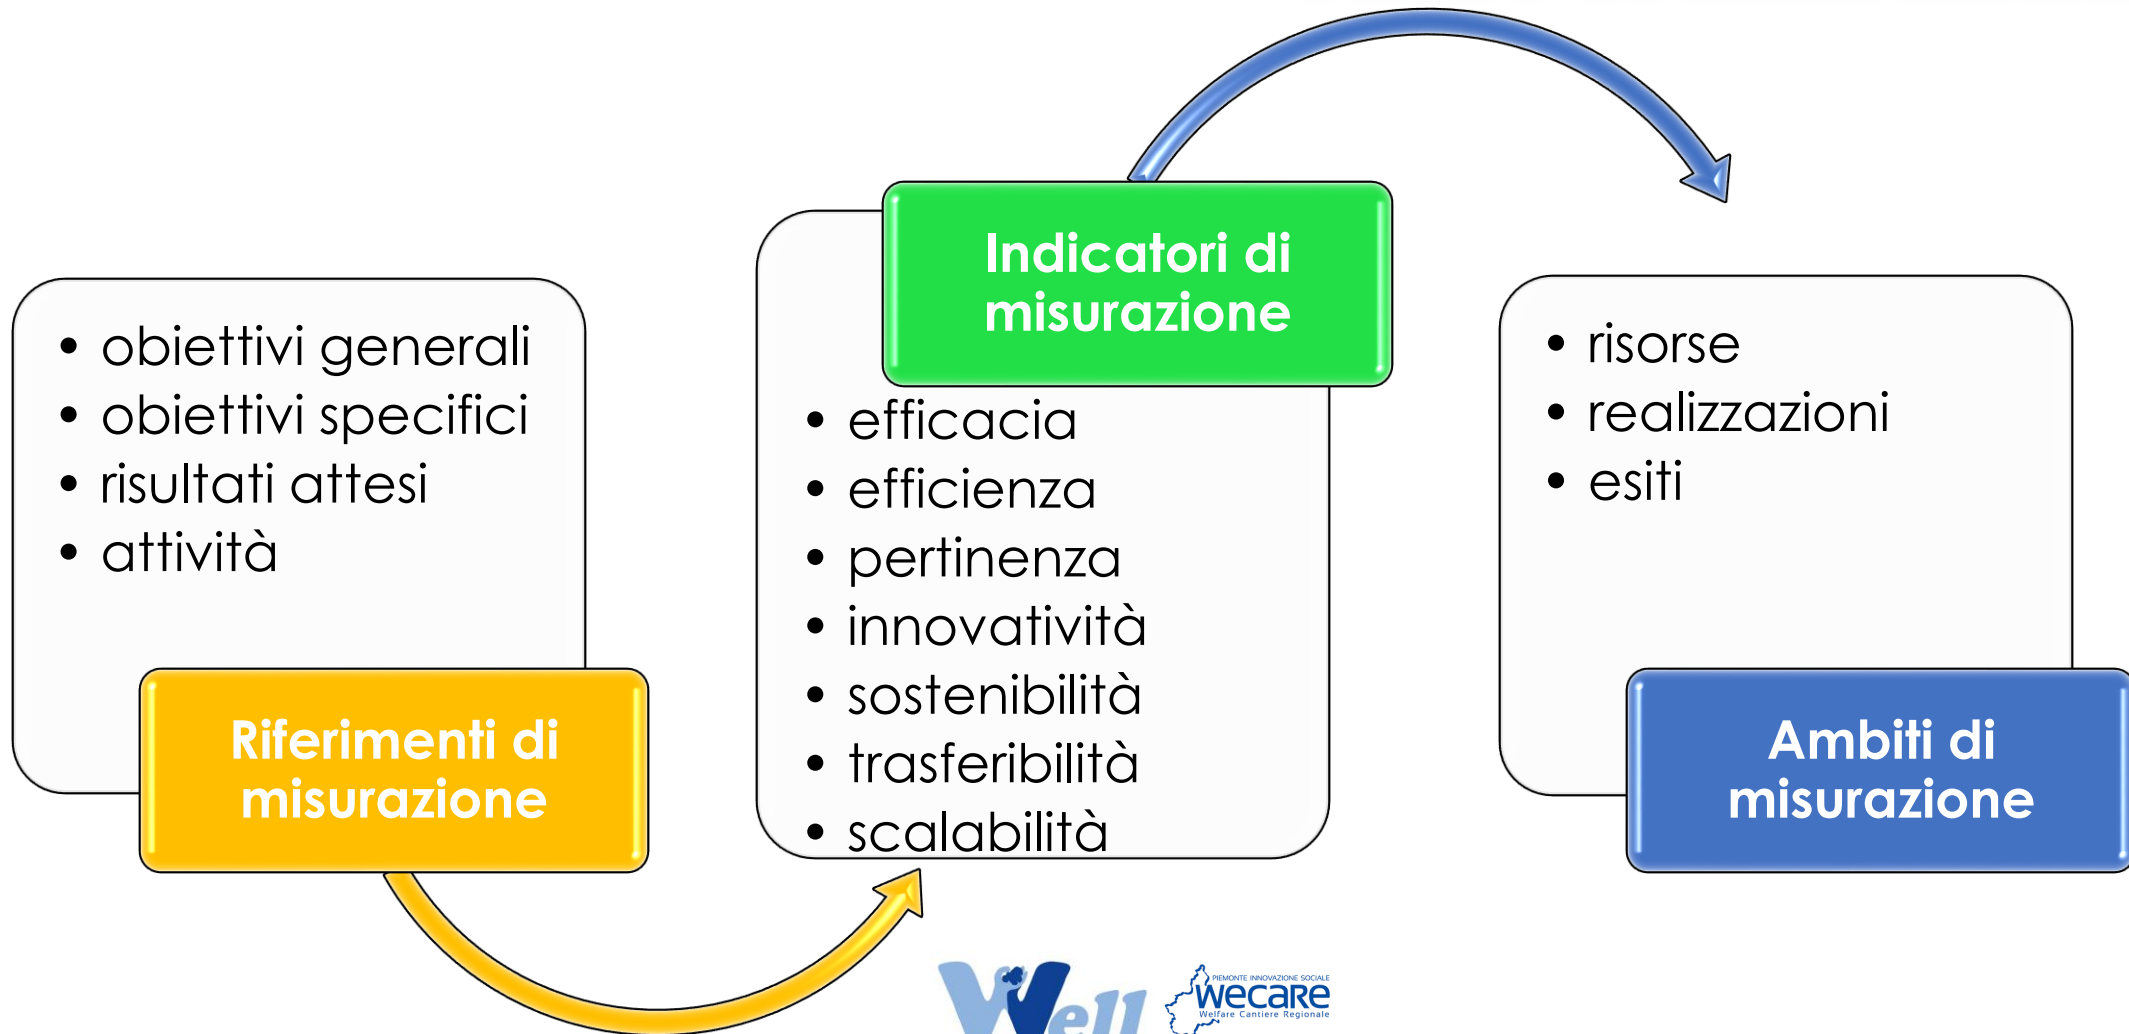 • obiettivi generali
• obiettivi specifici
• risultati attesi
• attività
Riferimenti di
misurazione
Indicatori di
misurazione
• efficacia
• efficienza
• pertinenza
• innovatività
• sostenibilità
• trasferibilità
• scalabilità
• risorse
• realizzazioni
• esiti
Ambiti di
misurazione
Well
PIEMONTE INNOVAZIONE SOCIALE
wecare
Welfare Cantiere Regionale